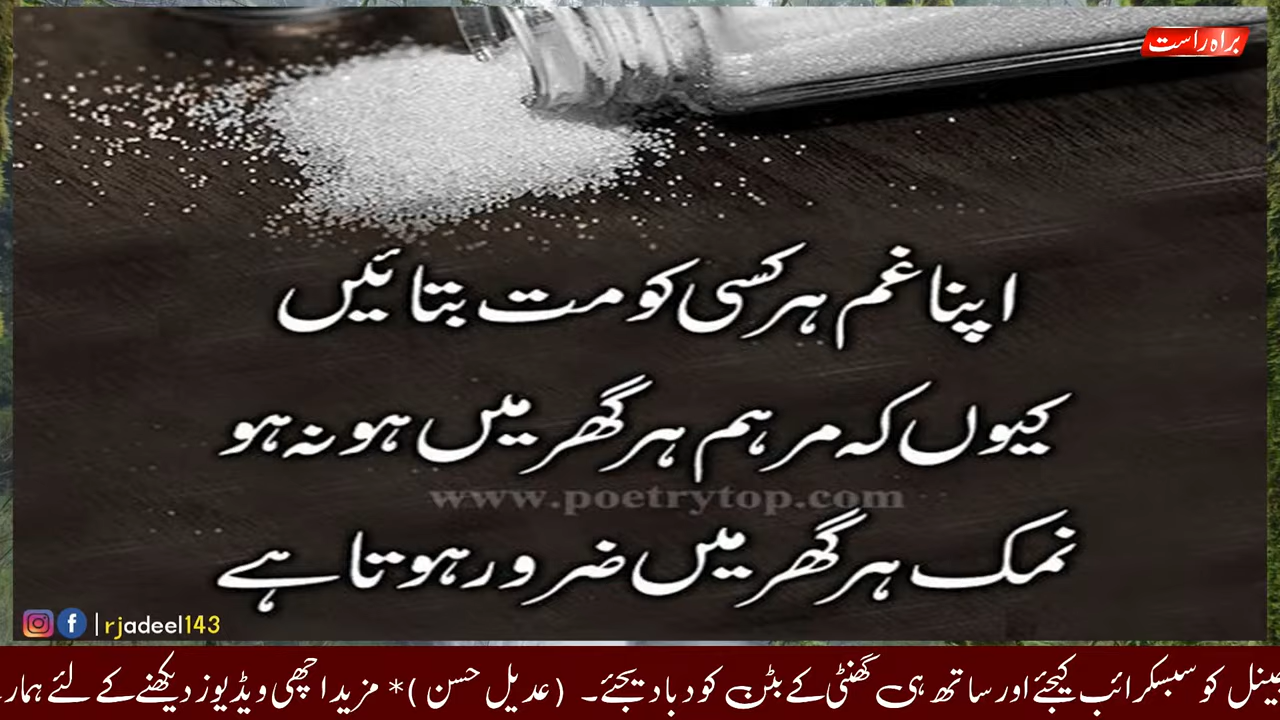 براہ راست
اپنا غم ہر کسی کو مت بتائیں
کیوں کہ مرہم ہر گھر میں ہو نہ ہو
www.poetrytop.com
نمک ہر گھر میں ضرور ہوتا ہے
|rjadeel143
کو سبسکرائب کیجئے اور ساتھ ہی گھنٹی کے بٹن کو دبا دیجئے۔ (عدیل حسن )* مزید اچھی ویڈیوز دیکھنے کے لئے